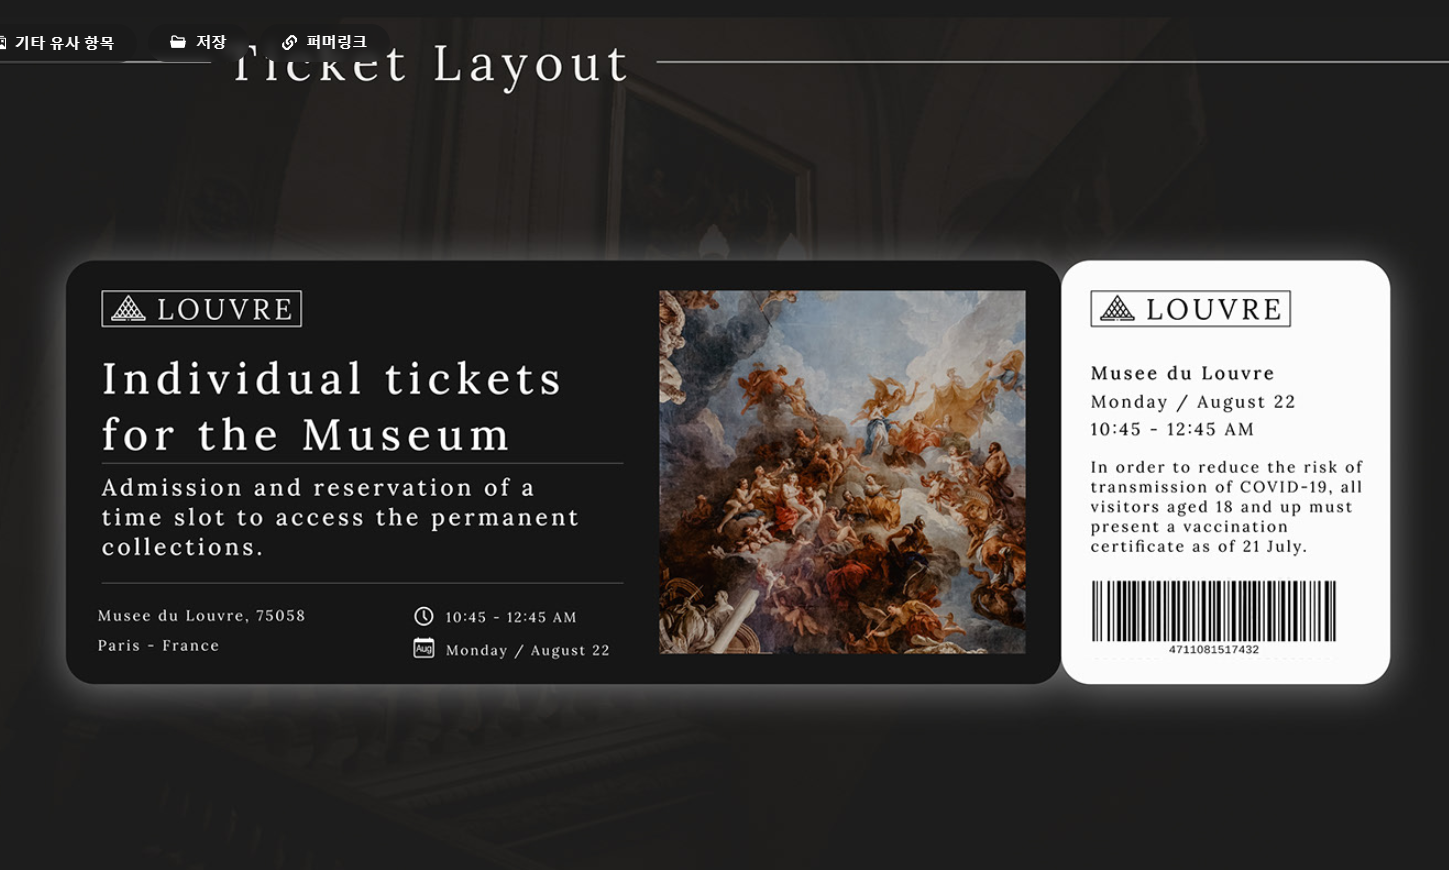 기타 유사 항목
저장
퍼머링크
Ticket Layout
LOUVRE
Individual tickets
for the Museum
Admission and reservation of a
time slot to access the permanent
collections.
Musee du Louvre, 75058
Paris - France
10:45 - 12:45 AM
Aug
Monday / August 22
LOUVRE
Musee du Louvre
Monday / August 22
10:45 - 12:45 AM
In order to reduce the risk of
transmission of COVID-19, all
visitors aged 18 and up must
present a vaccination
certificate as of 21 July.
4711081517432